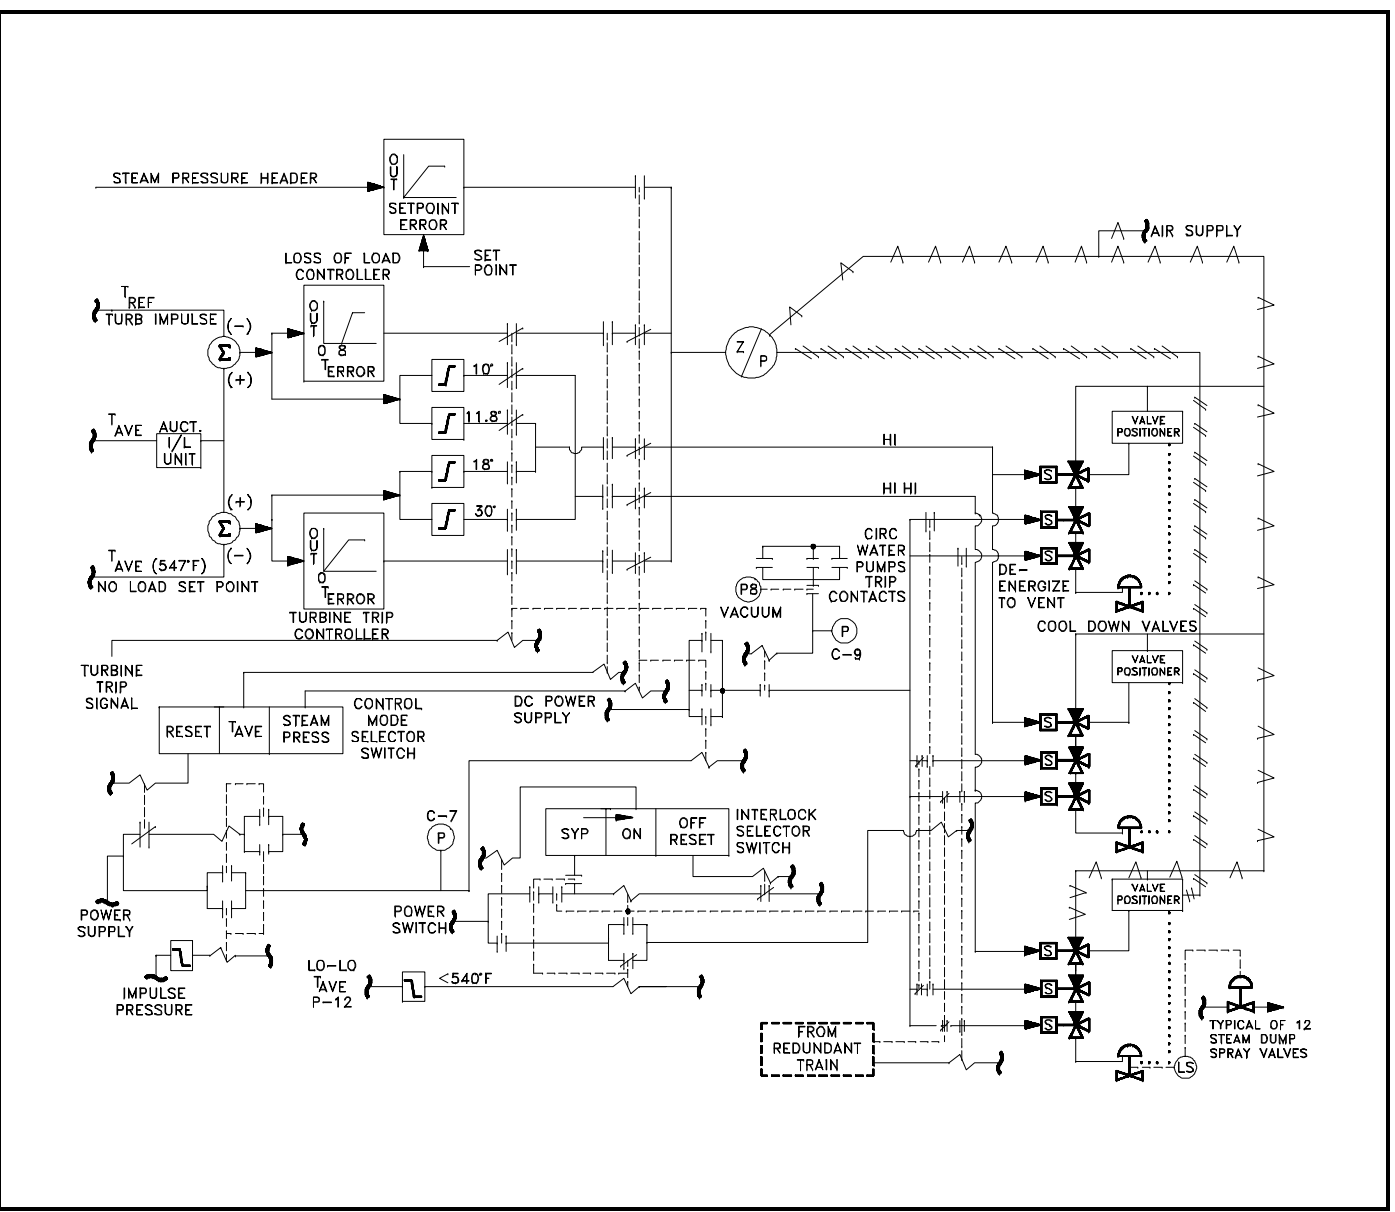 STEAM PRESSURE HEADER
OUT
SETPOINT
ERROR
SET
POINT
AIR SUPPLY
LOSS OF LOAD
CONTROLLER
TREF
TURB IMPULSE
(-)
Σ
(+)
OUT
0 8
TERROR
10°
11.8°
18°
30°
Z/P
TAVE
AUCT.
I/L
UNIT
(+)
Σ
(-)
TAVE (547°F)
NO LOAD SET POINT
OUT
0
TERROR
TURBINE TRIP
CONTROLLER
HI
HI HI
VALVE
POSITIONER
S
S
S
CIRC
WATER
PUMPS
TRIP
CONTACTS
P8
VACUUM
P
C-9
DE-
ENERGIZE
TO VENT
COOL DOWN VALVES
VALVE
POSITIONER
S
S
S
TURBINE
TRIP
SIGNAL
DC POWER
SUPPLY
RESET
TAVE
STEAM
PRESS
CONTROL
MODE
SELECTOR
SWITCH
C-7
P
SYP
ON
OFF
RESET
INTERLOCK
SELECTOR
SWITCH
POWER
SUPPLY
POWER
SWITCH
IMPULSE
PRESSURE
LO-LO
TAVE
P-12
<540°F
VALVE
POSITIONER
S
S
S
FROM
REDUNDANT
TRAIN
LS
TYPICAL OF 12
STEAM DUMP
SPRAY VALVES